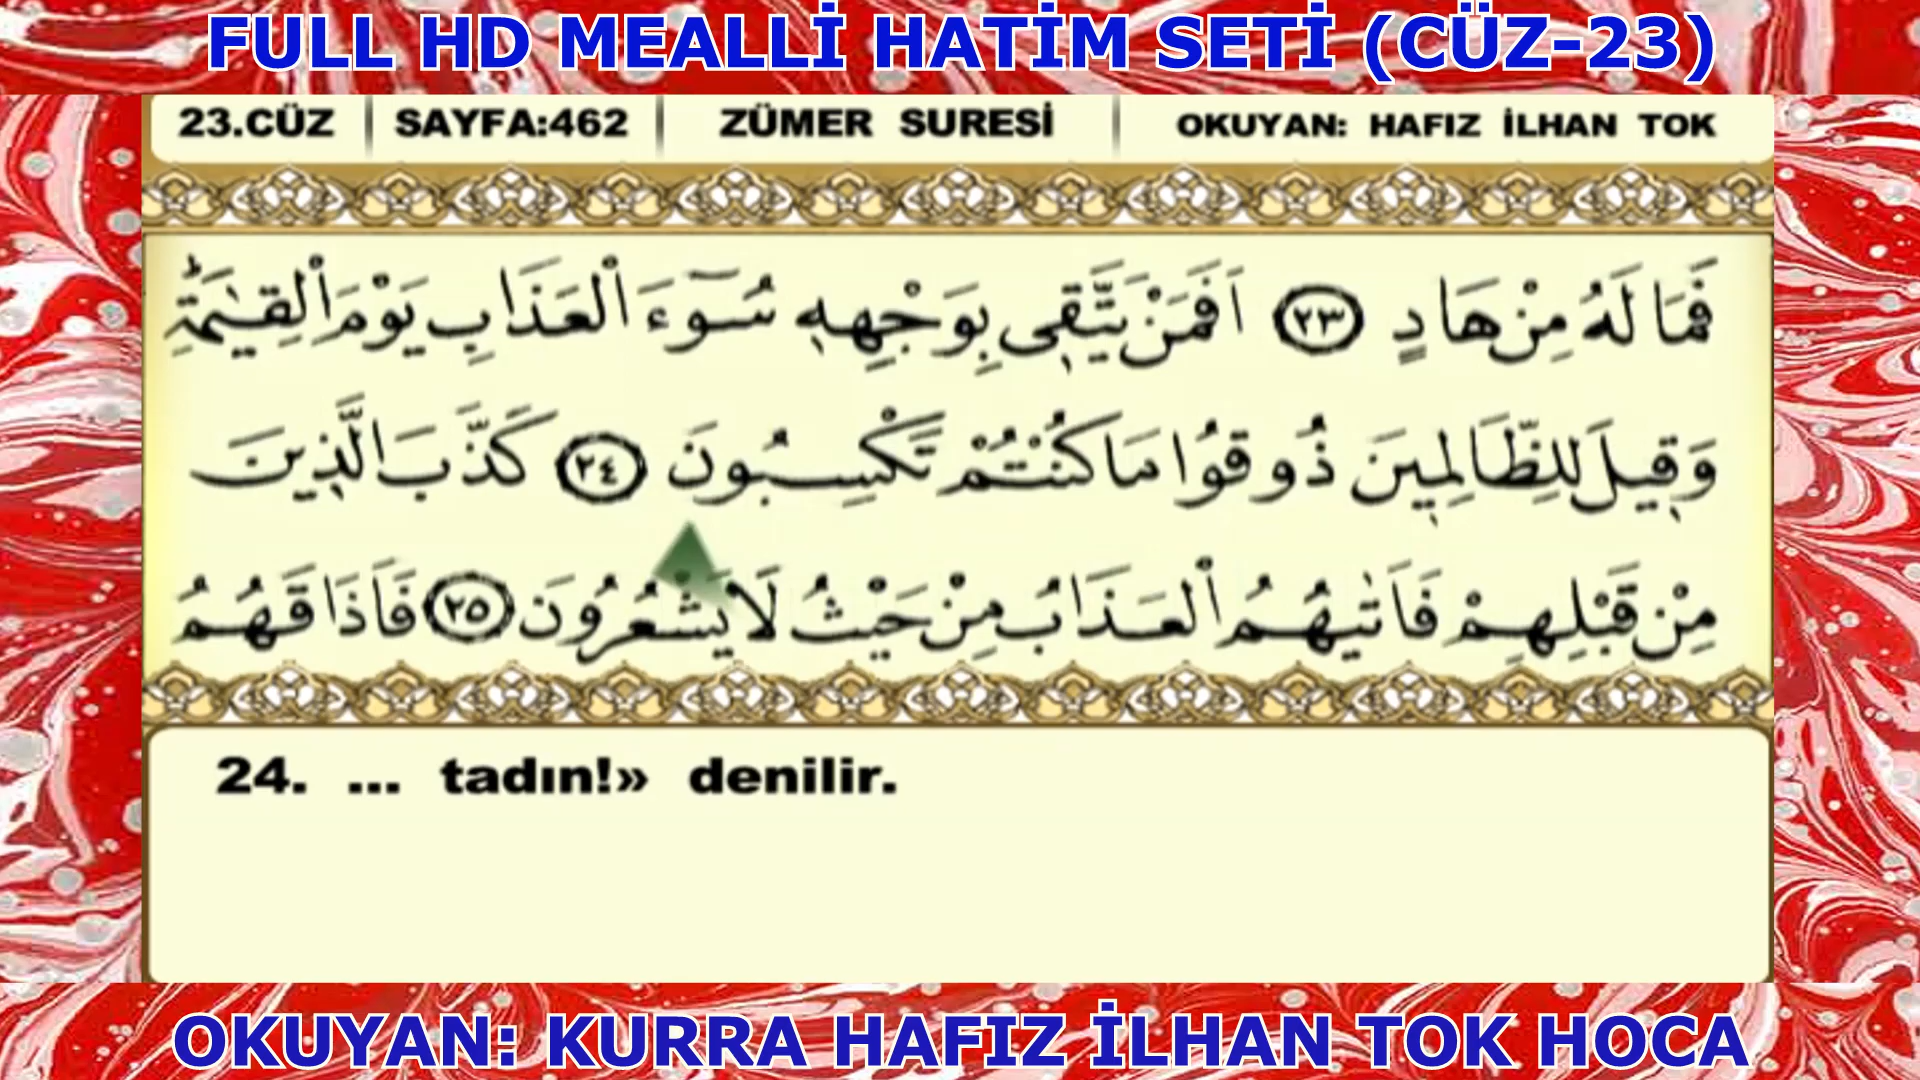 FULL HD MEALLİ HATİM SETİ (CÜZ-23)
23.CÜZ | SAYFA:462 | ZÜMER SURESİ | OKUYAN: HAFIZ İLHAN TOK
فَمَا لَهُ مِنْ هَادٍ ﴿٢٣﴾ اَفَمَنْ يَتَّقٖى بِوَجْهِهٖ سُٓوءَ الْعَذَابِ يَوْمَ الْقِيٰمَةِۜ
وَقٖيلَ لِلظَّالِمٖينَ ذُوقُوا مَا كُنْتُمْ تَكْسِبُونَ ﴿٢٤﴾ كَذَّبَ الَّذٖينَ
مِنْ قَبْلِهِمْ فَاَتٰيهُمُ الْعَذَابُ مِنْ حَيْثُ لَا يَشْعُرُونَ ﴿٢٥﴾ فَاَذَاقَهُمُ
24. ... tadın!» denilir.
OKUYAN: KURRA HAFIZ İLHAN TOK HOCA